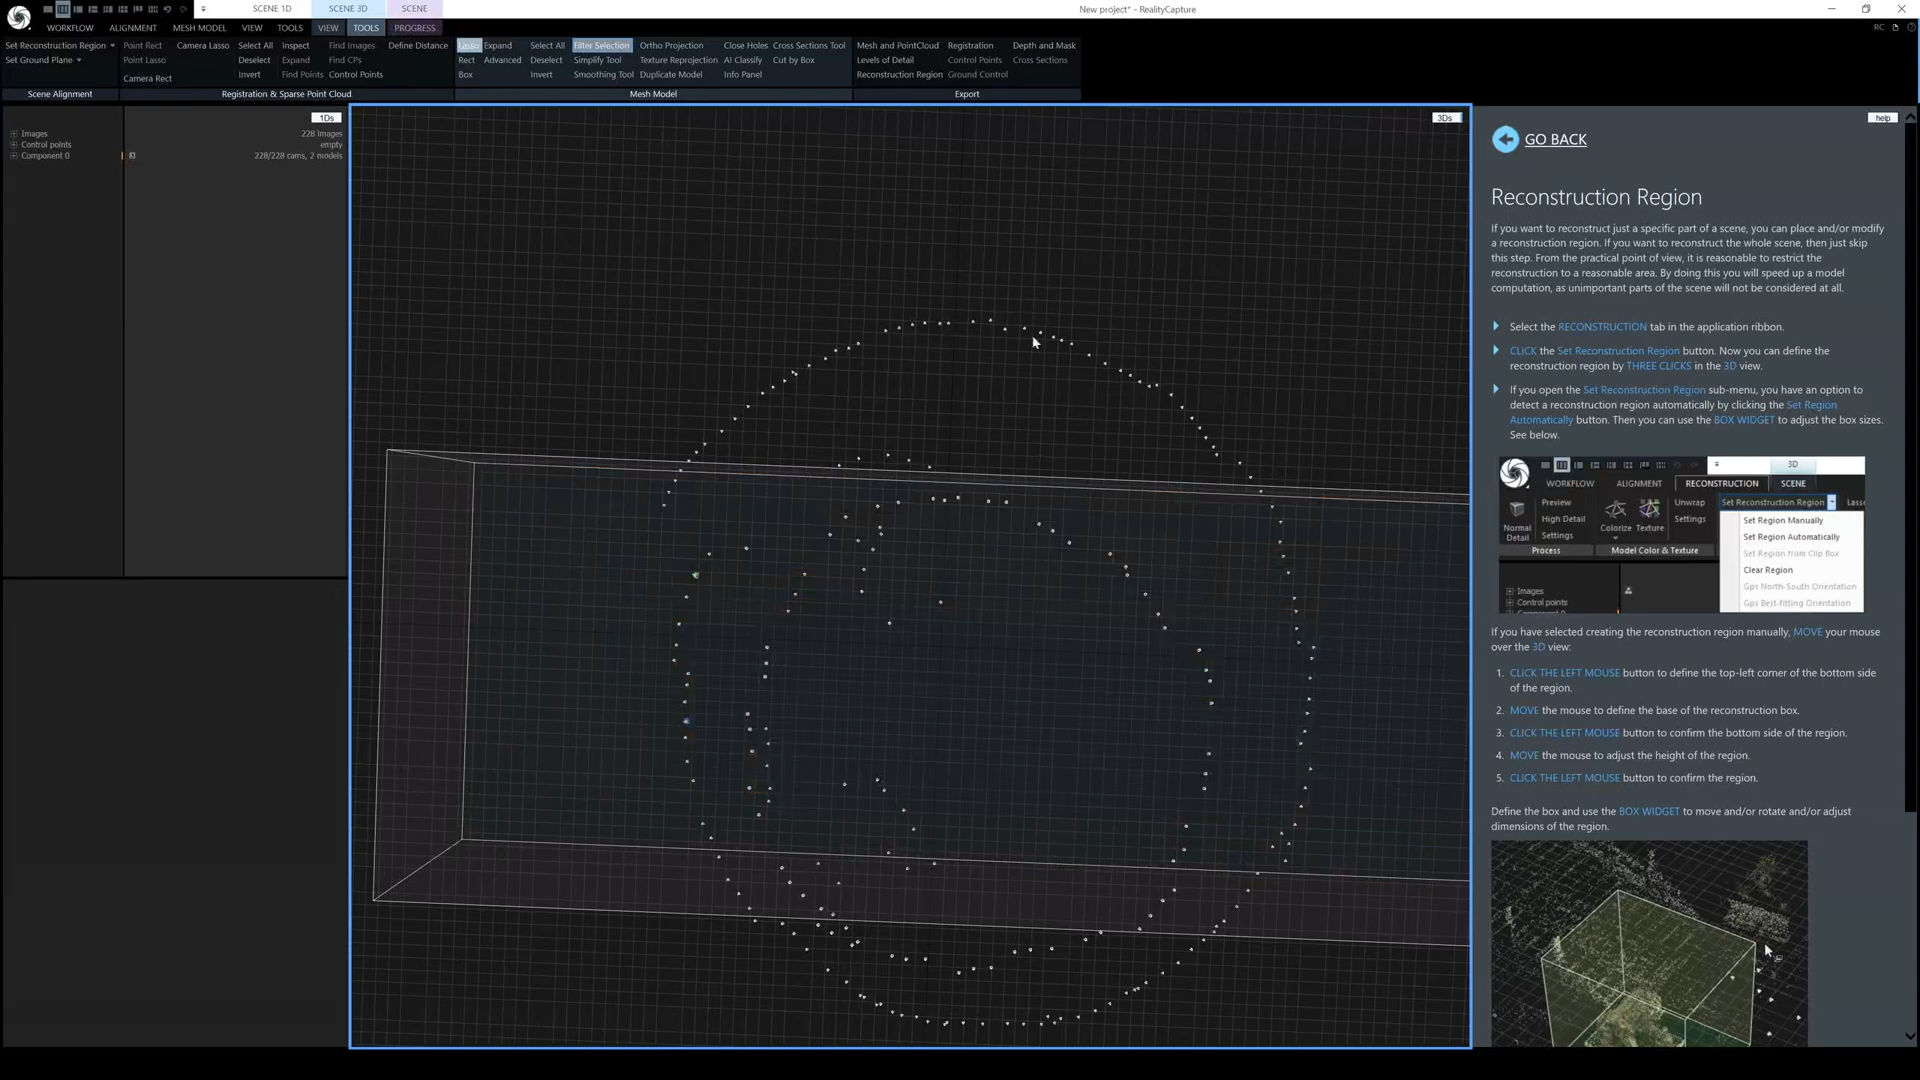 SCENE 1D
SCENE 3D
SCENE
New project* - RealityCapture
WORKFLOW
ALIGNMENT
MESH MODEL
VIEW
TOOLS
VIEW
TOOLS
PROGRESS
RC
Set Reconstruction Region
Set Ground Plane
Scene Alignment
Point Rect
Camera Lasso
Select All
Inspect
Find Images
Define Distance
Point Lasso
Deselect
Expand
Find CPs
Camera Rect
Invert
Find Points
Control Points
Registration & Sparse Point Cloud
Lasso
Expand
Select All
Filter Selection
Ortho Projection
Close Holes
Cross Sections Tool
Rect
Advanced
Deselect
Simplify Tool
Texture Reprojection
AI Classify
Cut by Box
Box
Invert
Smoothing Tool
Duplicate Model
Info Panel
Mesh Model
Mesh and PointCloud
Registration
Depth and Mask
Levels of Detail
Control Points
Cross Sections
Reconstruction Region
Ground Control
Export
1Ds
Images
228 images
Control points
empty
Component 0
228/228 cams, 2 models
3Ds
help
GO BACK
Reconstruction Region
If you want to reconstruct just a specific part of a scene, you can place and/or modify
a reconstruction region. If you want to reconstruct the whole scene, then just skip
this step. From the practical point of view, it is reasonable to restrict the
reconstruction to a reasonable area. By doing this you will speed up a model
computation, as unimportant parts of the scene will not be considered at all.
Select the RECONSTRUCTION tab in the application ribbon.
CLICK the Set Reconstruction Region button. Now you can define the
reconstruction region by THREE CLICKS in the 3D view.
If you open the Set Reconstruction Region sub-menu, you have an option to
detect a reconstruction region automatically by clicking the Set Region
Automatically button. Then you can use the BOX WIDGET to adjust the box sizes.
See below.
3D
WORKFLOW
ALIGNMENT
RECONSTRUCTION
SCENE
Normal
Detail
Preview
High Detail
Settings
Colorize
Texture
Unwrap
Settings
Set Reconstruction Region
Lasso
Process
Model Color & Texture
Set Region Manually
Set Region Automatically
Set Region from Clip Box
Clear Region
Gps North-South Orientation
Gps Best-fitting Orientation
Images
Control points
If you have selected creating the reconstruction region manually, MOVE your mouse
over the 3D view:
1. CLICK THE LEFT MOUSE button to define the top-left corner of the bottom side
of the region.
2. MOVE the mouse to define the base of the reconstruction box.
3. CLICK THE LEFT MOUSE button to confirm the bottom side of the region.
4. MOVE the mouse to adjust the height of the region.
5. CLICK THE LEFT MOUSE button to confirm the region.
Define the box and use the BOX WIDGET to move and/or rotate and/or adjust
dimensions of the region.